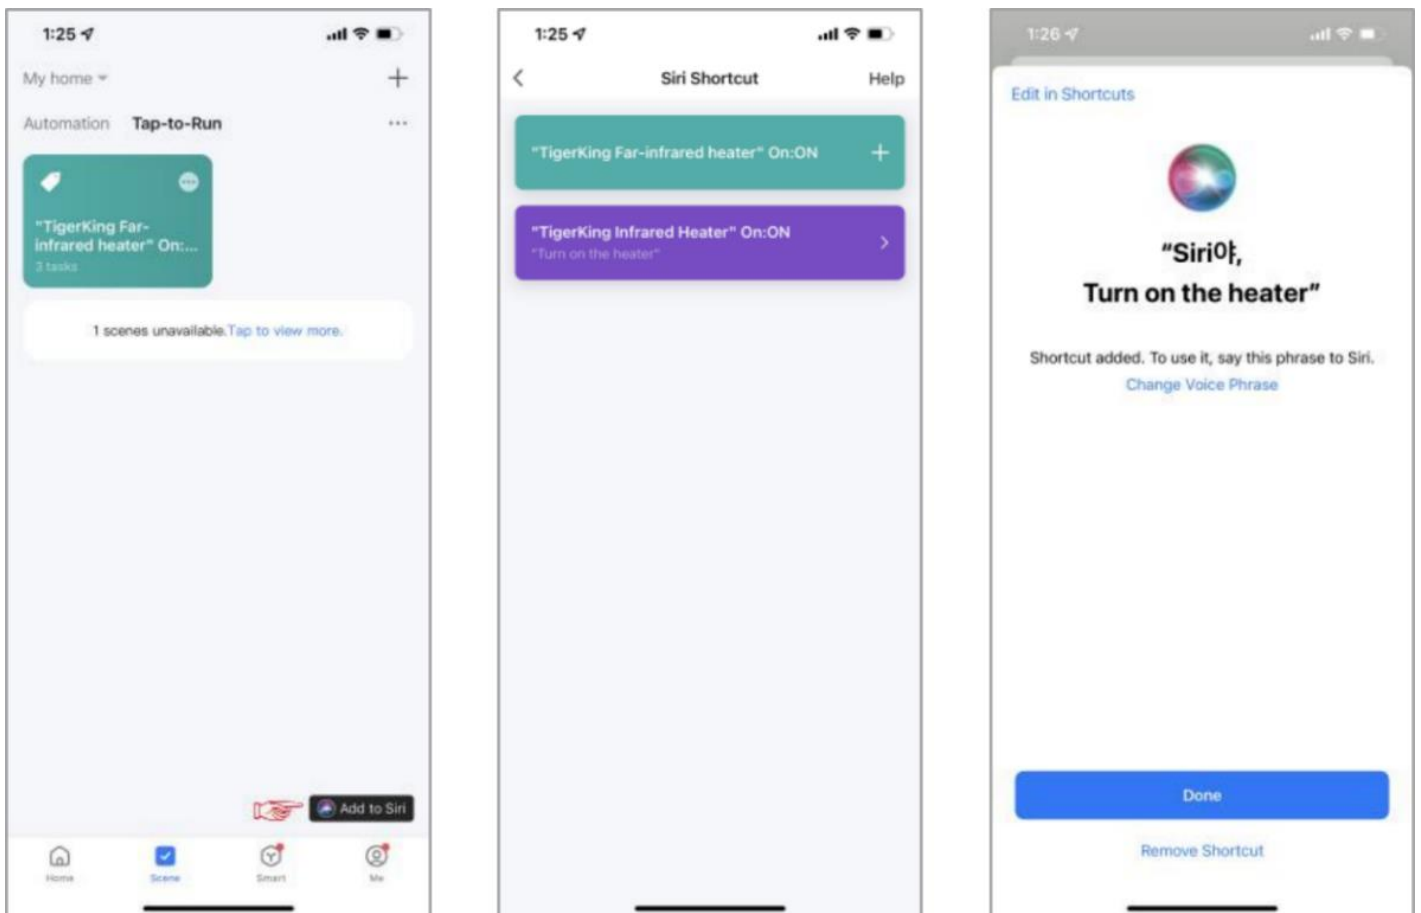 1:25
My home
Automation Tap-to-Run
"TigerKing Far-
infrared heater" On:...
3 tasks
1 scenes unavailable.Tap to view more.
Add to Siri
Home Scene Smart Me
1:25
Siri Shortcut Help
"TigerKing Far-infrared heater" On:ON
"TigerKing Infrared Heater" On:ON
"Turn on the heater"
1:26
Edit in Shortcuts
"Siri야,
Turn on the heater"
Shortcut added. To use it, say this phrase to Siri.
Change Voice Phrase
Done
Remove Shortcut